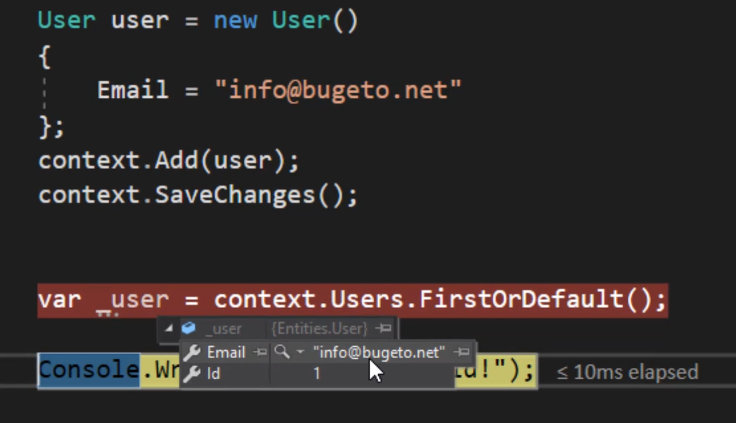 User user = new User()
{
Email = "info@bugeto.net"
};
context.Add(user);
context.SaveChanges();
var _user = context.Users.FirstOrDefault();
_user {Entities.User}
Email "info@bugeto.net"
Id 1
Console.Wr ld!"); ≤ 10ms elapsed